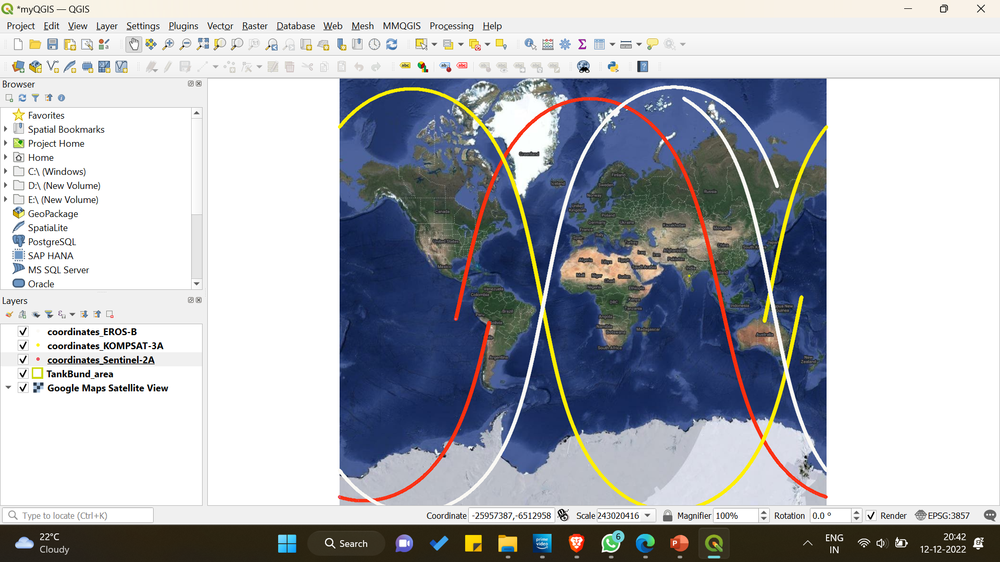 *myQGIS — QGIS
Project Edit View Layer Settings Plugins Vector Raster Database Web Mesh MMQGIS Processing Help
Browser
Favorites
Spatial Bookmarks
Project Home
Home
C:\ (Windows)
D:\ (New Volume)
E:\ (New Volume)
GeoPackage
SpatiaLite
PostgreSQL
SAP HANA
MS SQL Server
Oracle
Layers
coordinates_EROS-B
coordinates_KOMPSAT-3A
coordinates_Sentinel-2A
TankBund_area
Google Maps Satellite View
Greenland
Iceland
Finland
Sweden
Norway
Russia
United Kingdom
Poland
Germany
Ukraine
France
Italy
Spain
Turkey
Kazakhstan
Mongolia
China
South Ko
Japan
Canada
United States
Mexico
Algeria
Libya
Egypt
Iraq
Iran
Afghanistan
Pakistan
Saudi Arabia
India
Thailand
Mali
Niger
Chad
Sudan
Nigeria
Ethiopia
Venezuela
Colombia
DRC
Kenya
Tanzania
Indonesia
pua New
Guinea
Peru
Brazil
Bolivia
Angola
Namibia
Botswana
Madagascar
South Africa
Australia
Argentina
New
Zealand
Type to locate (Ctrl+K)
Coordinate -25957387,-6512958 Scale 243020416 Magnifier 100% Rotation 0.0 ° Render EPSG:3857
22°C
Cloudy
Search
prime
video
6
ENG
IN
20:42
12-12-2022